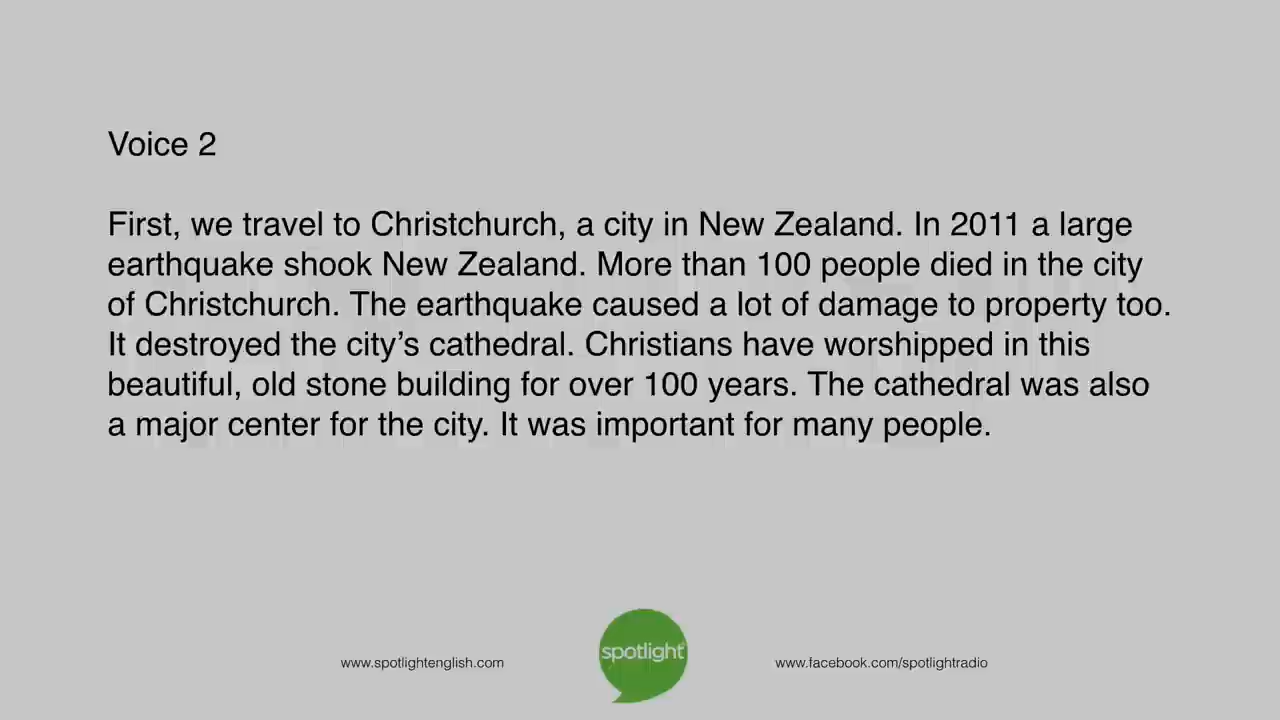 Voice 2
First, we travel to Christchurch, a city in New Zealand. In 2011 a large
earthquake shook New Zealand. More than 100 people died in the city
of Christchurch. The earthquake caused a lot of damage to property too.
It destroyed the city’s cathedral. Christians have worshipped in this
beautiful, old stone building for over 100 years. The cathedral was also
a major center for the city. It was important for many people.
www.spotlightenglish.com
spotlight
www.facebook.com/spotlightradio